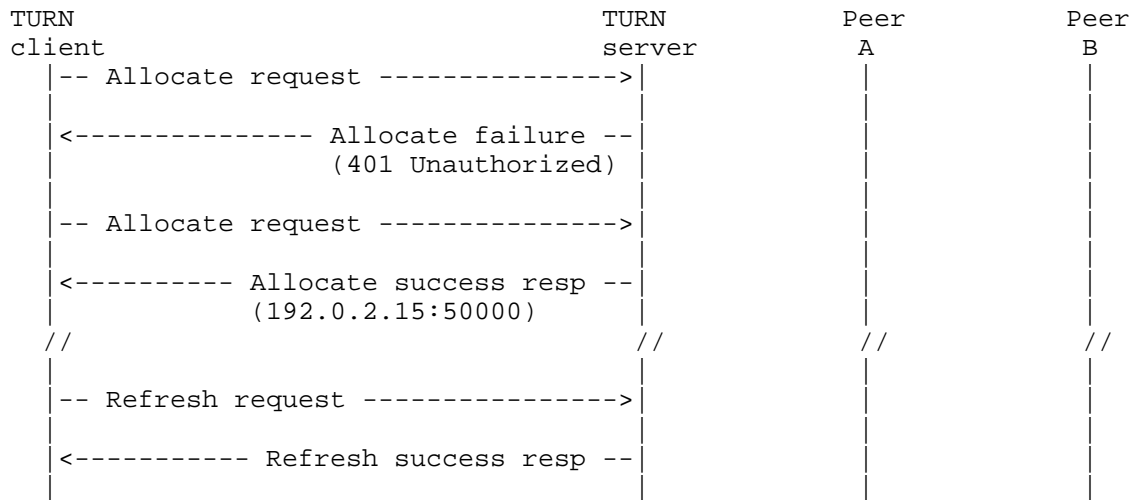 TURN                                 TURN           Peer          Peer
client                               server          A             B
  |-- Allocate request --------------->|             |             |
  |                                    |             |             |
  |<--------------- Allocate failure --|             |             |
  |                 (401 Unauthorized) |             |             |
  |                                    |             |             |
  |-- Allocate request --------------->|             |             |
  |                                    |             |             |
  |<---------- Allocate success resp --|             |             |
  |            (192.0.2.15:50000)      |             |             |
  //                                   //            //            //
  |                                    |             |             |
  |-- Refresh request ---------------->|             |             |
  |                                    |             |             |
  |<----------- Refresh success resp --|             |             |
  |                                    |             |             |